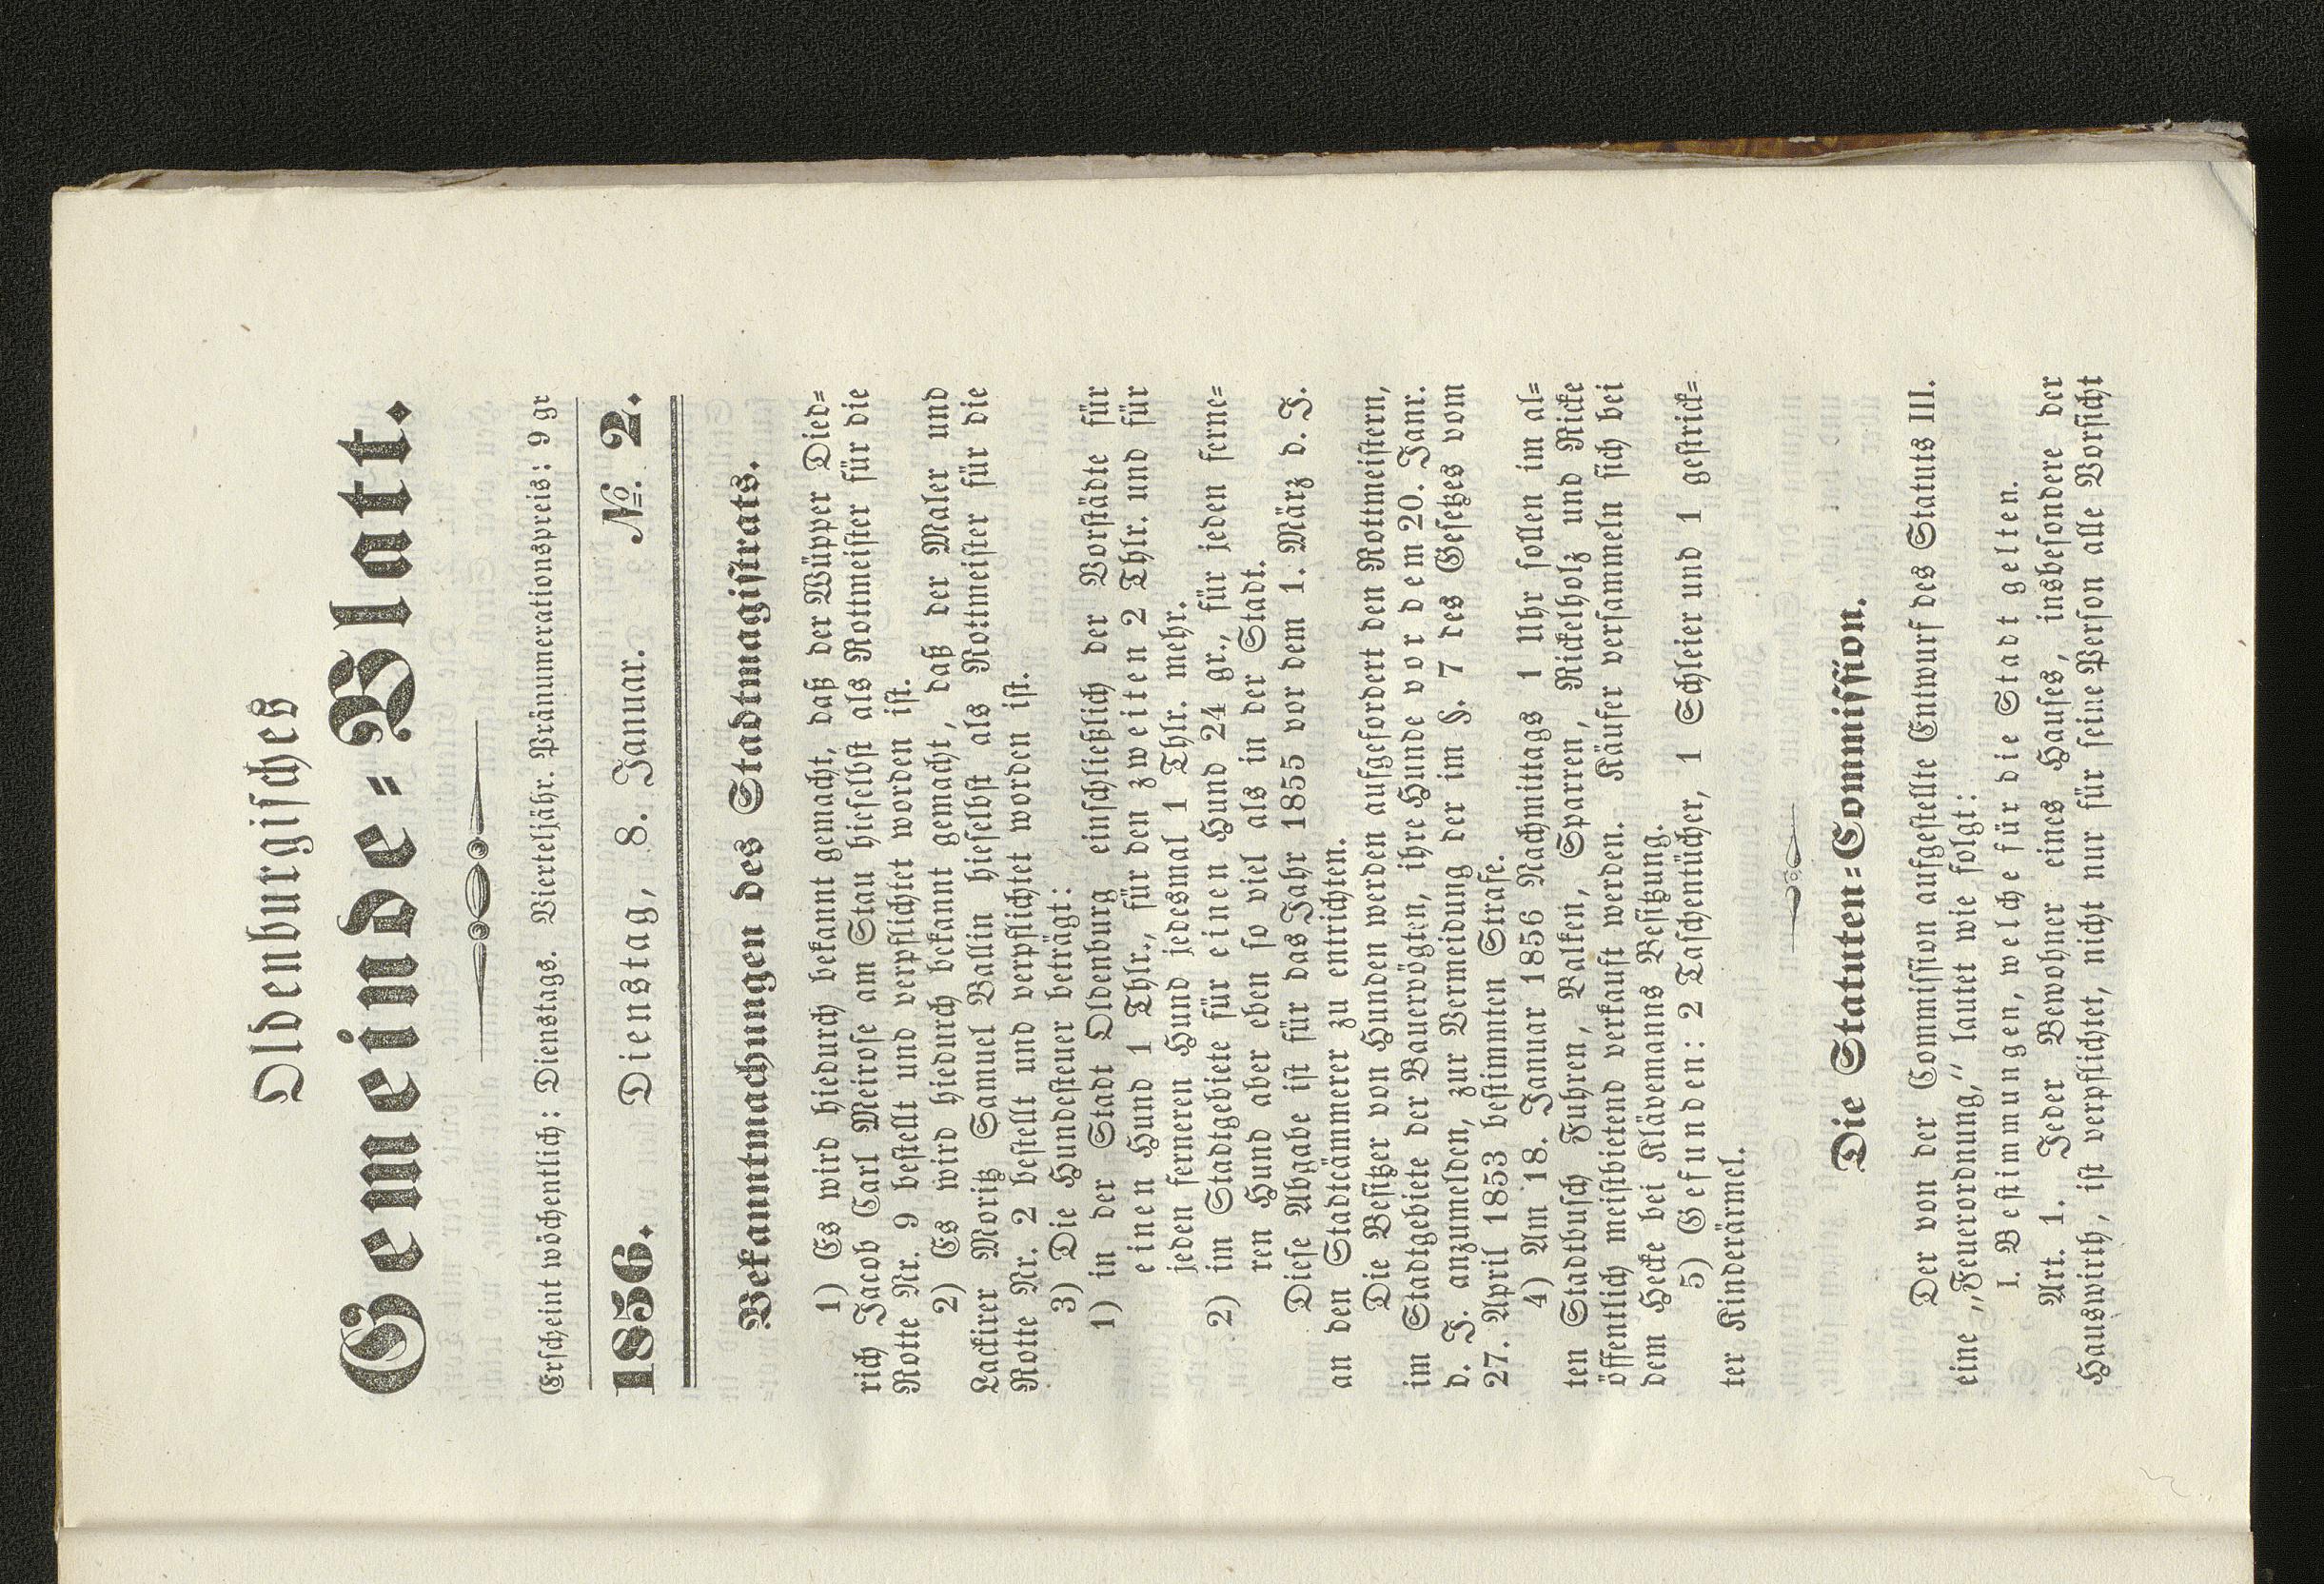 Oldenburgisches
Gemeinde-Blatt.
Erscheint wöchentlich: Dienstags. Vierteljähr. Pränumerationspreis: 9 gr
1856. Dienstag, 8. Januar. №. 2.
Bekanntmachungen des Stadtmagistrats.
1) Es wird hiedurch bekannt gemacht, daß der Wüpper Died=
rich Jacob Carl Meirose am Stau hieselbst als Rottmeister für die
Rotte Nr. 9 bestellt und verpflichtet worden ist.
2) Es wird hiedurch bekannt gemacht, daß der Maler und
Lackirer Moritz Samuel Ballin hieselbst als Rottmeister für die
Rotte Nr. 2 bestellt und verpflichtet worden ist.
3) Die Hundesteuer beträgt:
1) in der Stadt Oldenburg einschließlich der Vorstädte für
einen Hund 1 Thlr., für den zweiten 2 Thlr. und für
jeden ferneren Hund jedesmal 1 Thlr. mehr.
2) im Stadtgebiete für einen Hund 24 gr., für jeden ferne=
ren Hund aber eben so viel als in der Stadt.
Diese Abgabe ist für das Jahr 1855 vor dem 1. März d. J.
an den Stadtcämmerer zu entrichten.
Die Besitzer von Hunden werden aufgefordert den Rottmeistern,
im Stadtgebiete der Bauervögten, ihre Hunde vor dem 20. Janr.
d. J. anzumelden, zur Vermeidung der im §. 7 des Gesetzes vom
27. April 1853 bestimmten Strafe.
4) Am 18. Januar 1856 Nachmittags 1 Uhr sollen im al=
ten Stadtbusch Fuhren, Balken, Sparren, Rickelholz und Ricke
öffentlich meistbietend verkauft werden. Käufer versammeln sich bei
dem Hecke bei Klävemanns Besitzung.
5) Gefunden: 2 Taschentücher, 1 Schleier und 1 gestrick=
ter Kinderärmel.
Die Statuten=Commission.
Der von der Commission aufgestellte Entwurf des Statuts III.
eine „Feuerordnung,“ lautet wie folgt:
I. Bestimmungen, welche für die Stadt gelten.
Art. 1. Jeder Bewohner eines Hauses, insbesondere der
Hauswirth, ist verpflichtet, nicht nur für seine Person alle Vorsicht